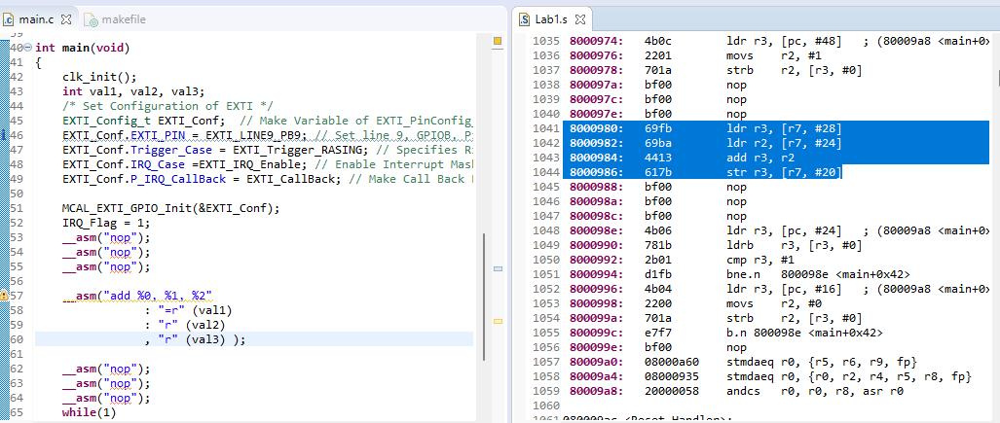 main.c
makefile
39
40 int main(void)
41 {
42 clk_init();
43 int val1, val2, val3;
44 /* Set Configuration of EXTI */
45 EXTI_Config_t EXTI_Conf; // Make Variable of EXTI_PinConfig_
46 EXTI_Conf.EXTI_PIN = EXTI_LINE9_PB9; // Set line 9, GPIOB, P
47 EXTI_Conf.Trigger_Case = EXTI_Trigger_RASING; // Specifies Ri
48 EXTI_Conf.IRQ_Case =EXTI_IRQ_Enable; // Enable Interrupt Mask
49 EXTI_Conf.P_IRQ_CallBack = EXTI_CallBack; // Make Call Back
50
51 MCAL_EXTI_GPIO_Init(&EXTI_Conf);
52 IRQ_Flag = 1;
53 __asm("nop");
54 __asm("nop");
55 __asm("nop");
56
57 __asm("add %0, %1, %2"
58 : "=r" (val1)
59 : "r" (val2)
60 , "r" (val3) );
61
62 __asm("nop");
63 __asm("nop");
64 __asm("nop");
65 while(1)
Lab1.s
1035 8000974: 4b0c ldr r3, [pc, #48] ; (80009a8 <main+0x
1036 8000976: 2201 movs r2, #1
1037 8000978: 701a strb r2, [r3, #0]
1038 800097a: bf00 nop
1039 800097c: bf00 nop
1040 800097e: bf00 nop
1041 8000980: 69fb ldr r3, [r7, #28]
1042 8000982: 69ba ldr r2, [r7, #24]
1043 8000984: 4413 add r3, r2
1044 8000986: 617b str r3, [r7, #20]
1045 8000988: bf00 nop
1046 800098a: bf00 nop
1047 800098c: bf00 nop
1048 800098e: 4b06 ldr r3, [pc, #24] ; (80009a8 <main+0x
1049 8000990: 781b ldrb r3, [r3, #0]
1050 8000992: 2b01 cmp r3, #1
1051 8000994: d1fb bne.n 800098e <main+0x42>
1052 8000996: 4b04 ldr r3, [pc, #16] ; (80009a8 <main+0x
1053 8000998: 2200 movs r2, #0
1054 800099a: 701a strb r2, [r3, #0]
1055 800099c: e7f7 b.n 800098e <main+0x42>
1056 800099e: bf00 nop
1057 80009a0: 08000a60 stmdaeq r0, {r5, r6, r9, fp}
1058 80009a4: 08000935 stmdaeq r0, {r0, r2, r4, r5, r8, fp}
1059 80009a8: 20000058 andcs r0, r0, r8, asr r0
1060
1061 080009ac <Reset_Handler>: